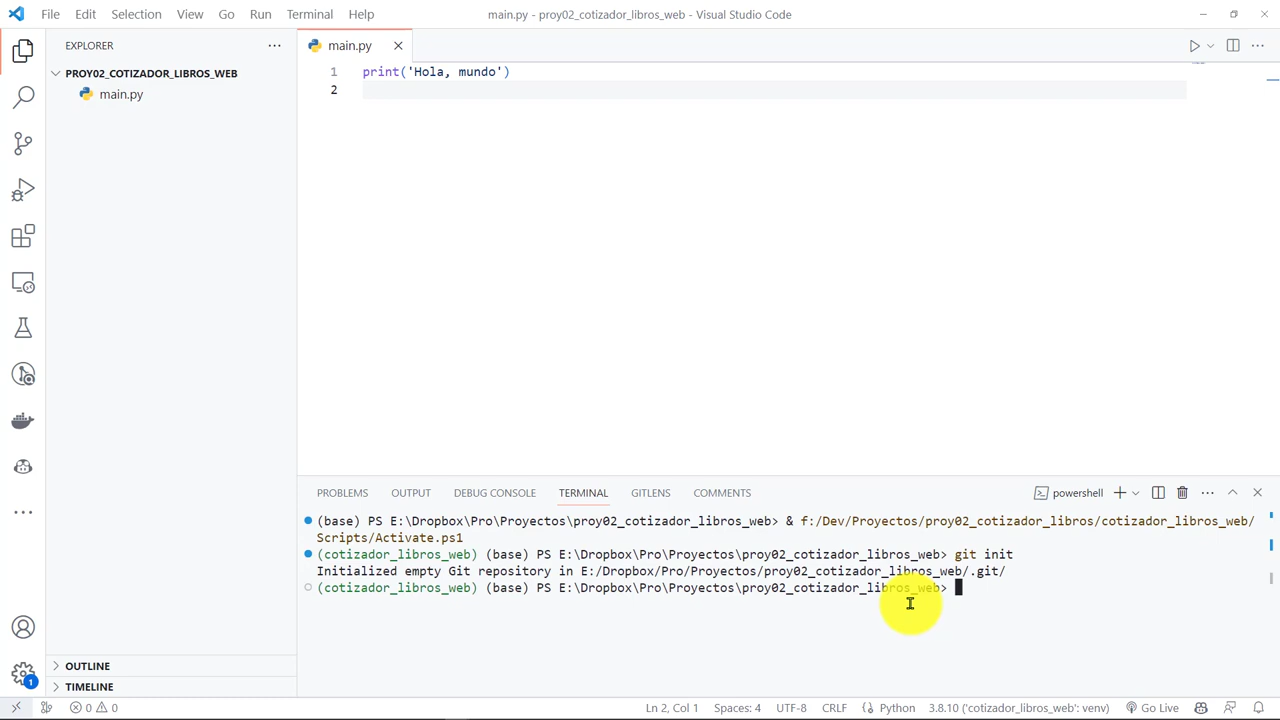 File Edit Selection View Go Run Terminal Help
main.py - proy02_cotizador_libros_web - Visual Studio Code
EXPLORER
PROY02_COTIZADOR_LIBROS_WEB
main.py
OUTLINE
TIMELINE
main.py
1 print('Hola, mundo')
2
PROBLEMS OUTPUT DEBUG CONSOLE TERMINAL GITLENS COMMENTS
powershell
(base) PS E:\Dropbox\Pro\Proyectos\proy02_cotizador_libros_web> & f:/Dev/Proyectos/proy02_cotizador_libros/cotizador_libros_web/
Scripts/Activate.ps1
(cotizador_libros_web) (base) PS E:\Dropbox\Pro\Proyectos\proy02_cotizador_libros_web> git init
Initialized empty Git repository in E:/Dropbox/Pro/Proyectos/proy02_cotizador_libros_web/.git/
(cotizador_libros_web) (base) PS E:\Dropbox\Pro\Proyectos\proy02_cotizador_libros_web>
1
0 0 Ln 2, Col 1 Spaces: 4 UTF-8 CRLF Python 3.8.10 ('cotizador_libros_web': venv) Go Live